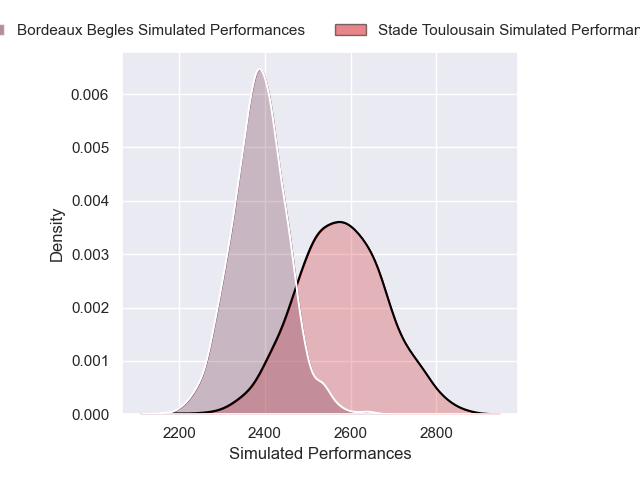 Bordeaux Begles Simulated Performances Stade Toulousain Simulated
0.006
0.005
0.004
0.003
0.002
0.001
0.000
Density
2200 2400 2600 2800
Simulated Performances